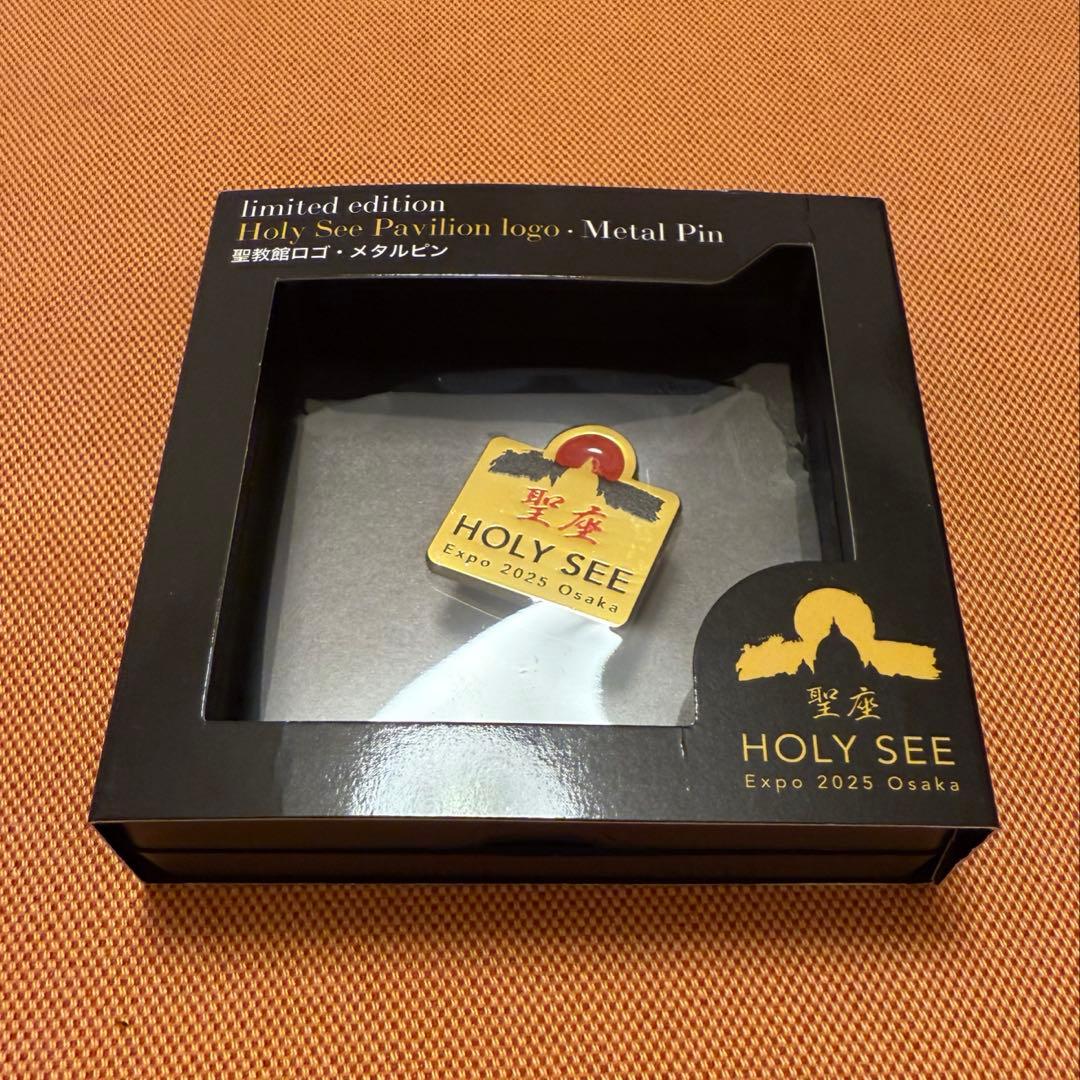 limited edition
Holy See Pavilion logo · Metal Pin
聖教館ロゴ・メタルピン
聖座
HOLY SEE
Expo 2025 Osaka
聖座
HOLY SEE
Expo 2025 Osaka